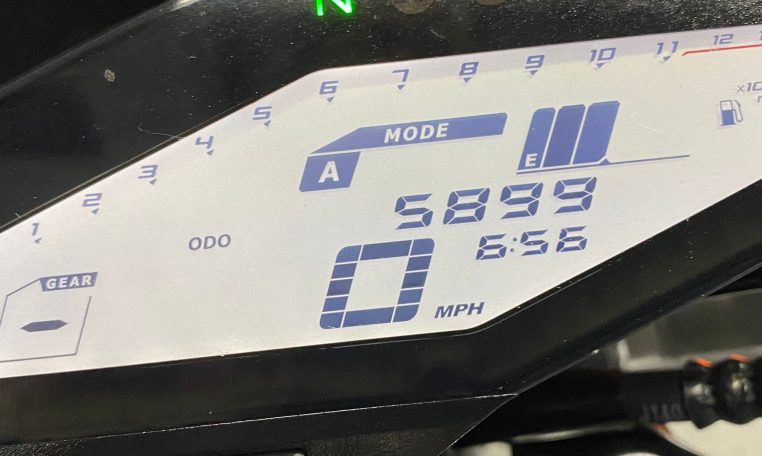 N
1 2 3 4 5 6 7 8 9 10 11 12
MODE
A
E
5899
ODO
6:56
GEAR
-
0 MPH